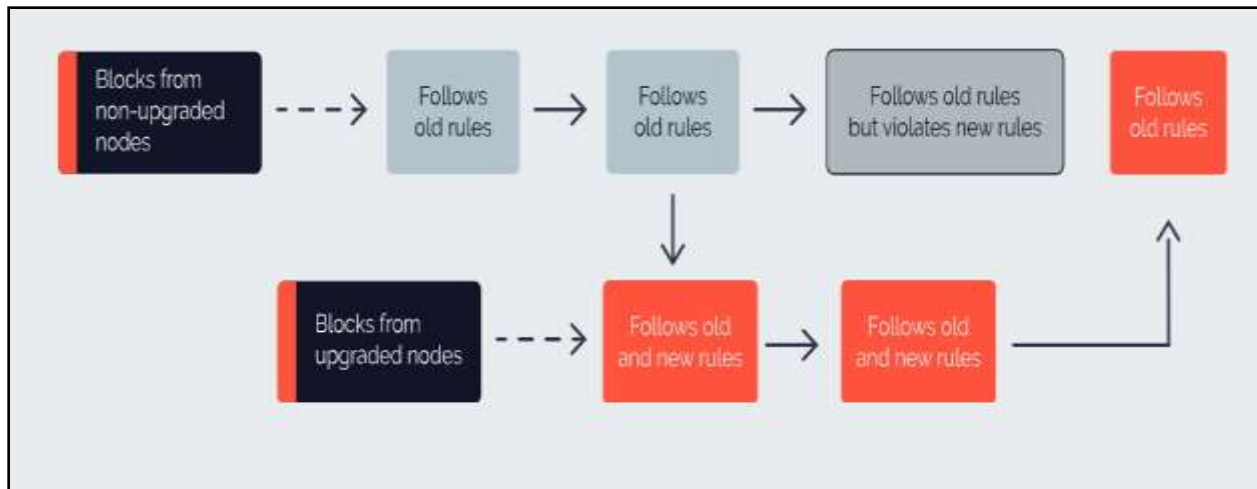 Blocks from
non-upgraded
nodes
Follows
old rules
Follows
old rules
Follows old rules
but violates new rules
Follows
old rules
Blocks from
upgraded nodes
Follows old
and new rules
Follows old
and new rules